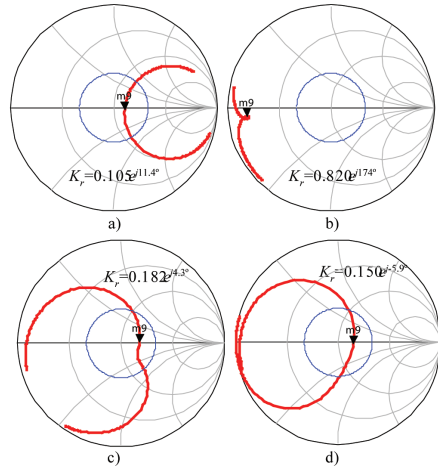 m9
m9
K_r=0.105e^{j11.4°}
K_r=0.820e^{j174°}
a)
b)
K_r=0.182e^{j4.3°}
K_r=0.150e^{j-5.9°}
m9
m9
c)
d)